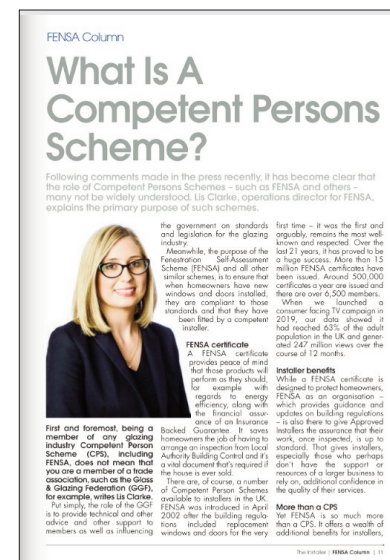 FENSA Column
What Is A
Competent Persons
Scheme?
Following comments made in the press recently, it has become clear that
the role of Competent Persons Schemes – such as FENSA and others –
many not be widely understood. Lis Clarke, operations director for FENSA,
explains the primary purpose of such schemes.
First and foremost, being a
member of any glazing
industry Competent Person
Scheme (CPS), including
FENSA, does not mean that
you are a member of a trade
association, such as the Glass
& Glazing Federation (GGF),
for example, writes Lis Clarke.
Put simply, the role of the GGF
is to provide technical and other
advice and other support to
members as well as influencing
the government on standards
and legislation for the glazing
industry.
Meanwhile, the purpose of the
Fenestration Self-Assessment
Scheme (FENSA) and all other
similar schemes, is to ensure that
when homeowners have new
windows and doors installed,
they are compliant to those
standards and that they have
been fitted by a competent
installer.
FENSA certificate
A FENSA certificate
provides peace of mind
that those products will
perform as they should,
for example with
regards to energy
efficiency, along with
the financial assur-
ance of an Insurance
Backed Guarantee. It saves
homeowners the job of having to
arrange an inspection from Local
Authority Building Control and it's
a vital document that's required if
the house is ever sold.
There are, of course, a number
of Competent Person Schemes
available to installers in the UK.
FENSA was introduced in April
2002 after the building regula-
tions included replacement
windows and doors for the very
first time – it was the first and
arguably, remains the most well-
known and respected. Over the
last 21 years, it has proved to be
a huge success. More than 15
million FENSA certificates have
been issued. Around 500,000
certificates a year are issued and
there are over 6,500 members.
When we launched a
consumer facing TV campaign in
2019, our data showed it
had reached 63% of the adult
population in the UK and gener-
ated 247 million views over the
course of 12 months.
Installer benefits
While a FENSA certificate is
designed to protect homeowners,
FENSA as an organisation –
which provides guidance and
updates on building regulations
– is also there to give Approved
Installers the assurance that their
work, once inspected, is up to
standard. That gives installers,
especially those who perhaps
don't have the support or
resources of a larger business to
rely on, additional confidence in
the quality of their services.
More than a CPS
Yet FENSA is so much more
than a CPS. It offers a wealth of
additional benefits for installers,
the installer | FENSA Column |